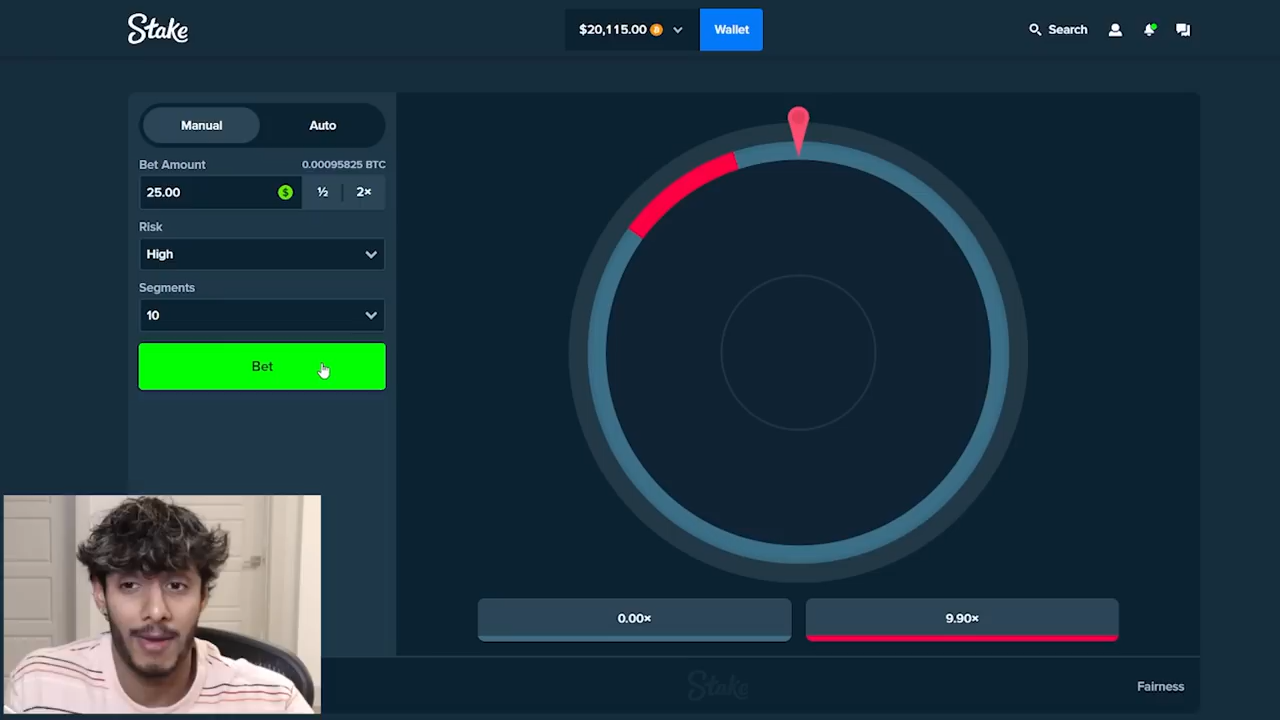 Stake
$20,115.00
Wallet
Search
Manual
Auto
Bet Amount
0.00095825 BTC
25.00
½
2×
Risk
High
Segments
10
Bet
0.00×
9.90×
Stake
Fairness